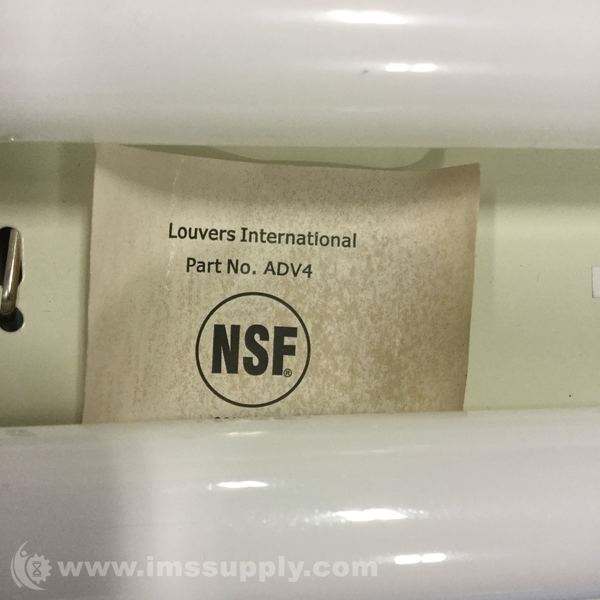 Louvers International
Part No. ADV4
NSF®
www.imssupply.com